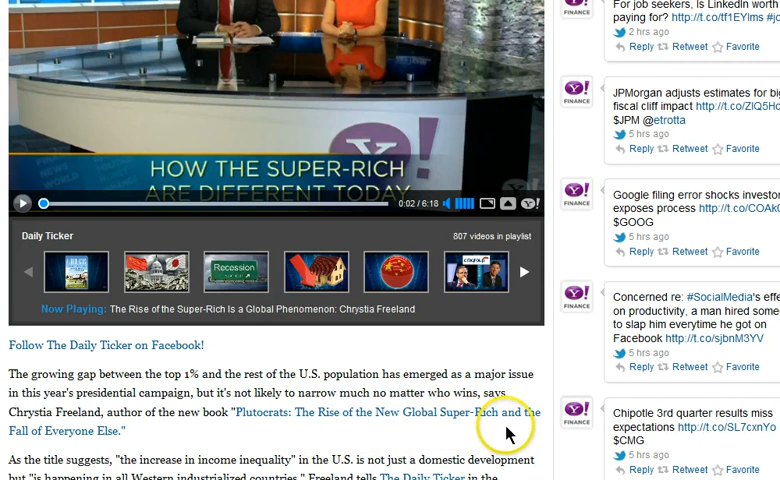 HOW THE SUPER-RICH
ARE DIFFERENT TODAY
0:02 / 6:18
Y!
Daily Ticker
807 videos in playlist
Recession
citigroup
Now Playing: The Rise of the Super-Rich Is a Global Phenomenon: Chrystia Freeland
Follow The Daily Ticker on Facebook!
The growing gap between the top 1% and the rest of the U.S. population has emerged as a major issue
in this year's presidential campaign, but it's not likely to narrow much no matter who wins, says
Chrystia Freeland, author of the new book "Plutocrats: The Rise of the New Global Super-Rich and the
Fall of Everyone Else."
As the title suggests, "the increase in income inequality" in the U.S. is not just a domestic development
but "is happening in all Western industrialized countries," Freeland tells The Daily Ticker in the
For job seekers, Is LinkedIn worth
paying for? http://t.co/tf1EYlms #jo
2 hrs ago
Reply Retweet Favorite
Y!
FINANCE
JPMorgan adjusts estimates for big
fiscal cliff impact http://t.co/ZlQ5Hd
$JPM @etrotta
5 hrs ago
Reply Retweet Favorite
Y!
FINANCE
Google filing error shocks investor
exposes process http://t.co/COAk0
$GOOG
5 hrs ago
Reply Retweet Favorite
Y!
FINANCE
Concerned re: #SocialMedia's effe
on productivity, a man hired some
to slap him everytime he got on
Facebook http://t.co/sjbnM3YV
5 hrs ago
Reply Retweet Favorite
Y!
FINANCE
Chipotle 3rd quarter results miss
expectations http://t.co/SL7cxnYo
$CMG
5 hrs ago
Reply Retweet Favorite